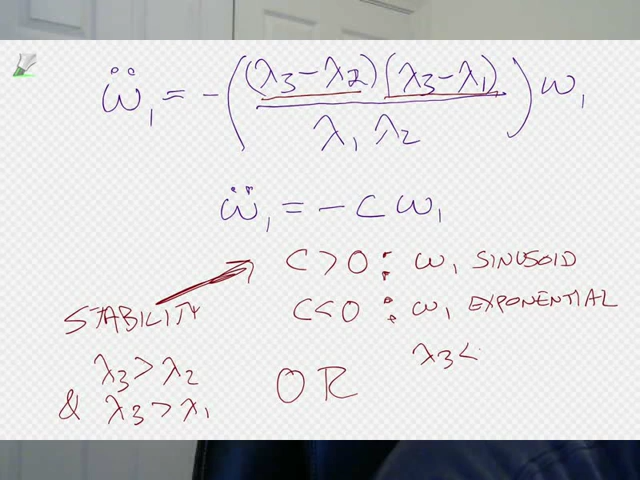 ω̈₁ = -((λ₃-λ₂)(λ₃-λ₁) / λ₁λ₂) ω₁
ω̈₁ = -C ω₁
C > 0 : ω₁ SINUSOID
C < 0 : ω₁ EXPONENTIAL
STABILITY
λ₃ > λ₂
& λ₃ > λ₁
OR
λ₃ <